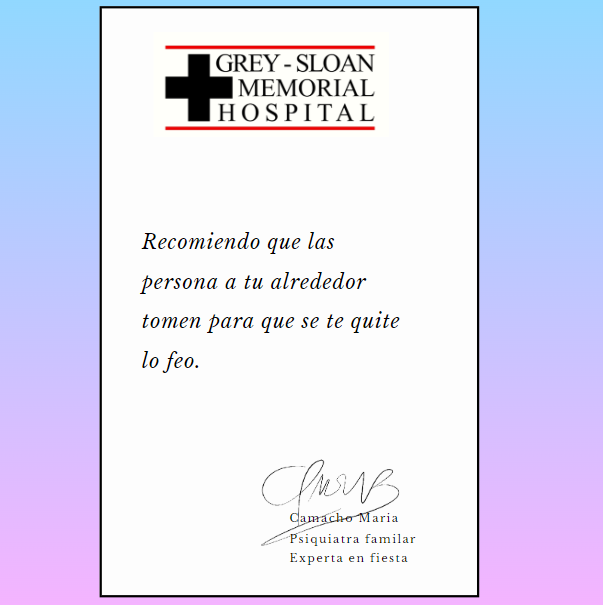 GREY - SLOAN
MEMORIAL
HOSPITAL
Recomiendo que las
persona a tu alrededor
tomen para que se te quite
lo feo.
Camacho Maria
Psiquiatra familar
Experta en fiesta